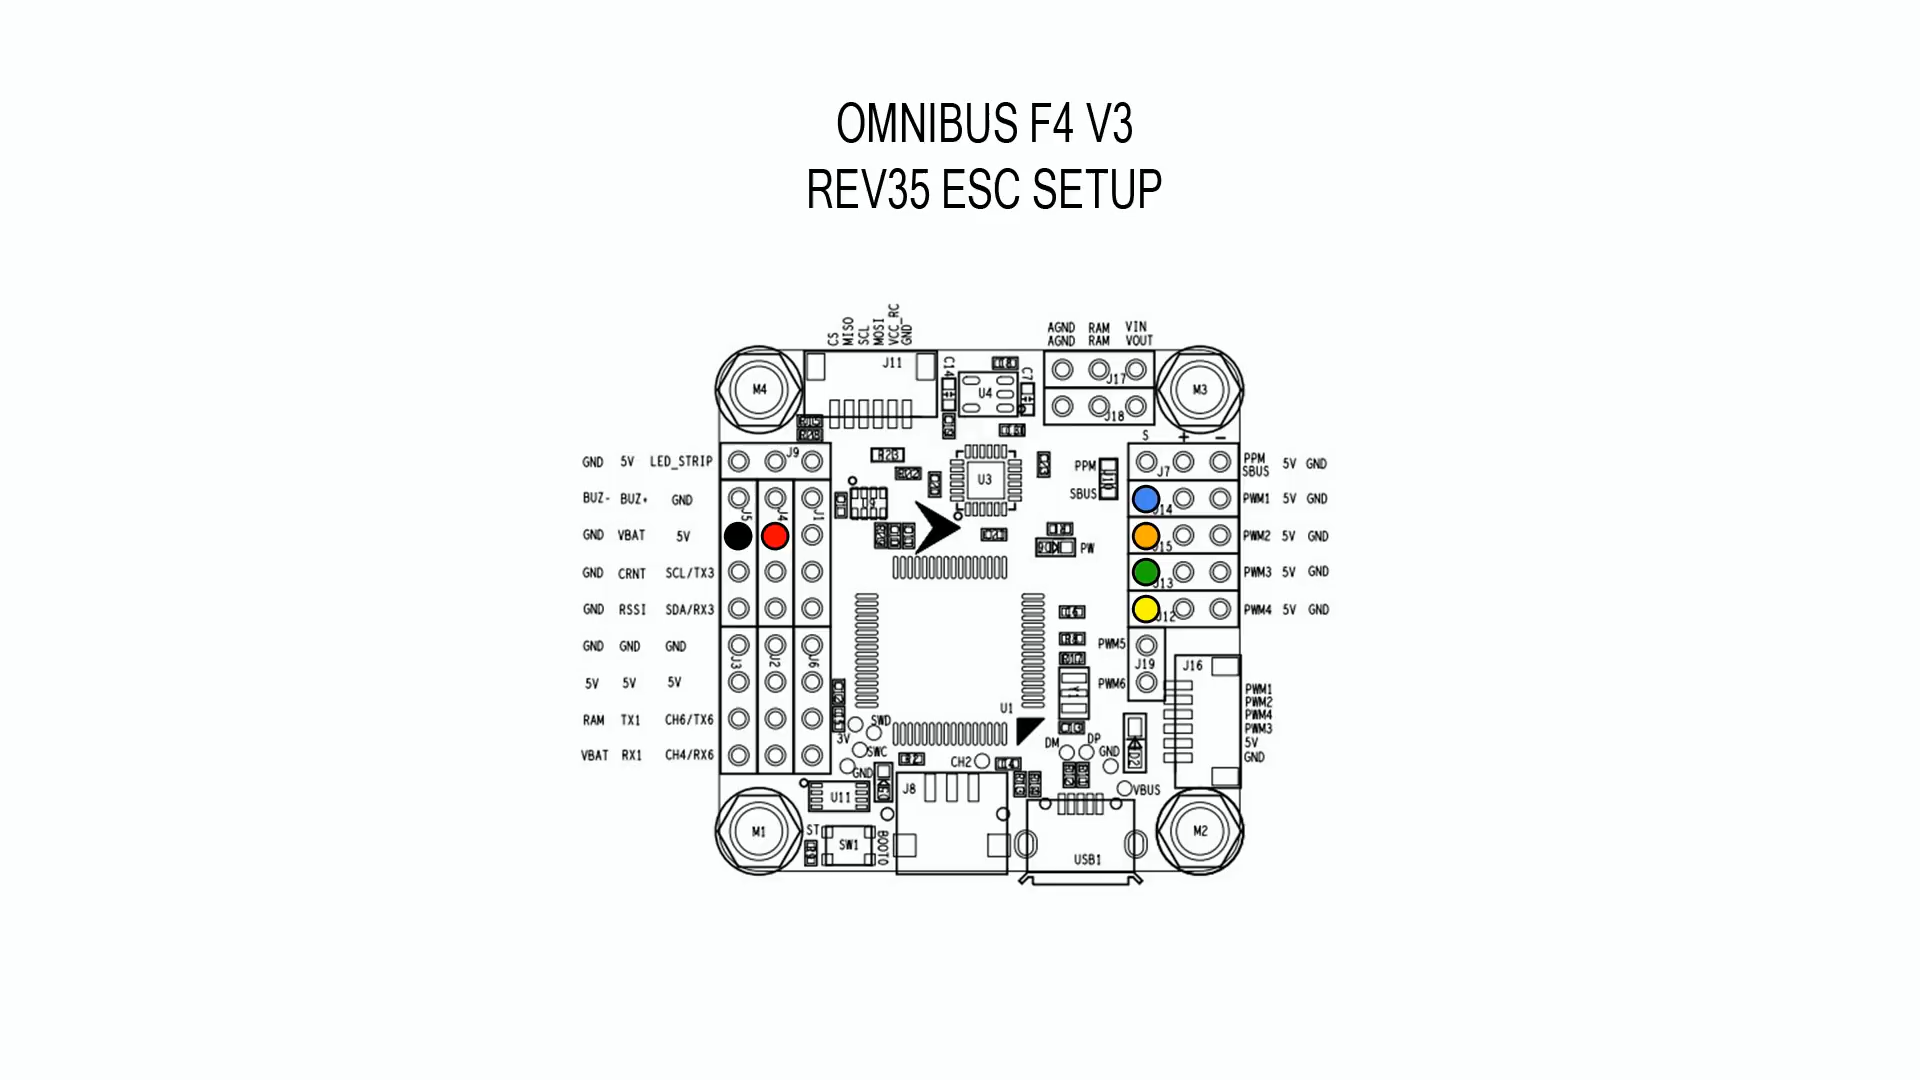 OMNIBUS F4 V3
REV35 ESC SETUP
CS
MISO
SCL
MOSI
VCC_RC
GND
AGND RAM VIN
AGND RAM VOUT
M4
J11
C14
U4
C7
J17
J18
M3
S + -
GND 5V LED_STRIP
J9
R23
U3
PPM
J10
SBUS
J7
PPM
SBUS 5V GND
BUZ- BUZ+ GND
J5
J4
J1
J14
PWM1 5V GND
GND VBAT 5V
PW
J15
PWM2 5V GND
GND CRNT SCL/TX3
J13
PWM3 5V GND
GND RSSI SDA/RX3
J12
PWM4 5V GND
GND GND GND
J3
J2
J6
PWM5
J19
J16
5V 5V 5V
PWM6
PWM1
PWM2
PWM4
PWM3
5V
GND
RAM TX1 CH6/TX6
U1
SWD
3V
SWC
DM
DP
GND
D2
VBAT RX1 CH4/RX6
GND
CH2
VBUS
U11
J8
M1
ST
SW1
BOOT0
USB1
M2